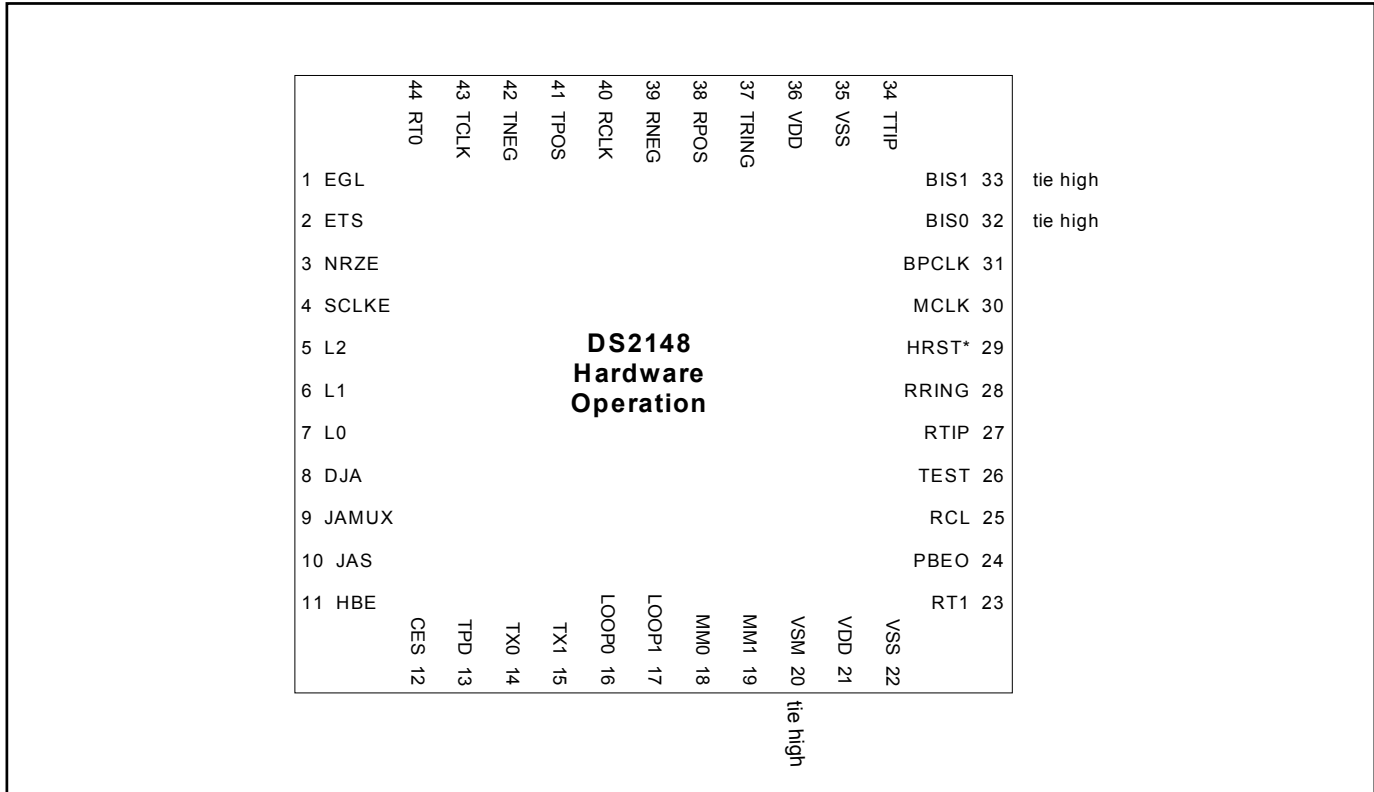 44 RT0
43 TCLK
42 TNEG
41 TPOS
40 RCLK
39 RNEG
38 RPOS
37 TRING
36 VDD
35 VSS
34 TTIP
1 EGL
2 ETS
3 NRZE
4 SCLKE
5 L2
6 L1
7 L0
8 DJA
9 JAMUX
10 JAS
11 HBE
DS2148
Hardware
Operation
BIS1 33 tie high
BIS0 32 tie high
BPCLK 31
MCLK 30
HRST* 29
RRING 28
RTIP 27
TEST 26
RCL 25
PBEO 24
RT1 23
CES 12
TPD 13
TX0 14
TX1 15
LOOP0 16
LOOP1 17
MM0 18
MM1 19
VSM 20 tie high
VDD 21
VSS 22